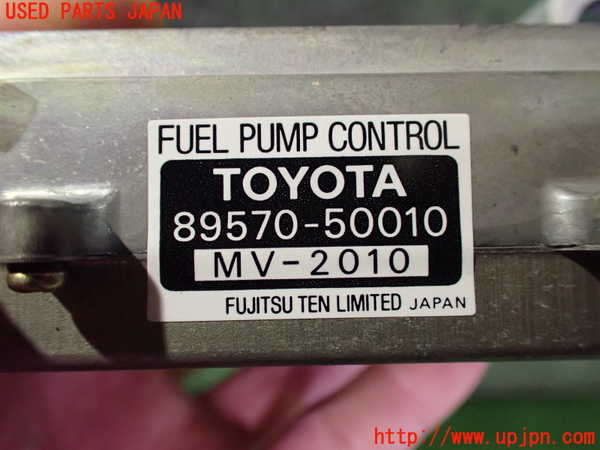 USED PARTS JAPAN
FUEL PUMP CONTROL
TOYOTA
89570-50010
MV-2010
FUJITSU TEN LIMITED JAPAN
http://www.upjpn.com/